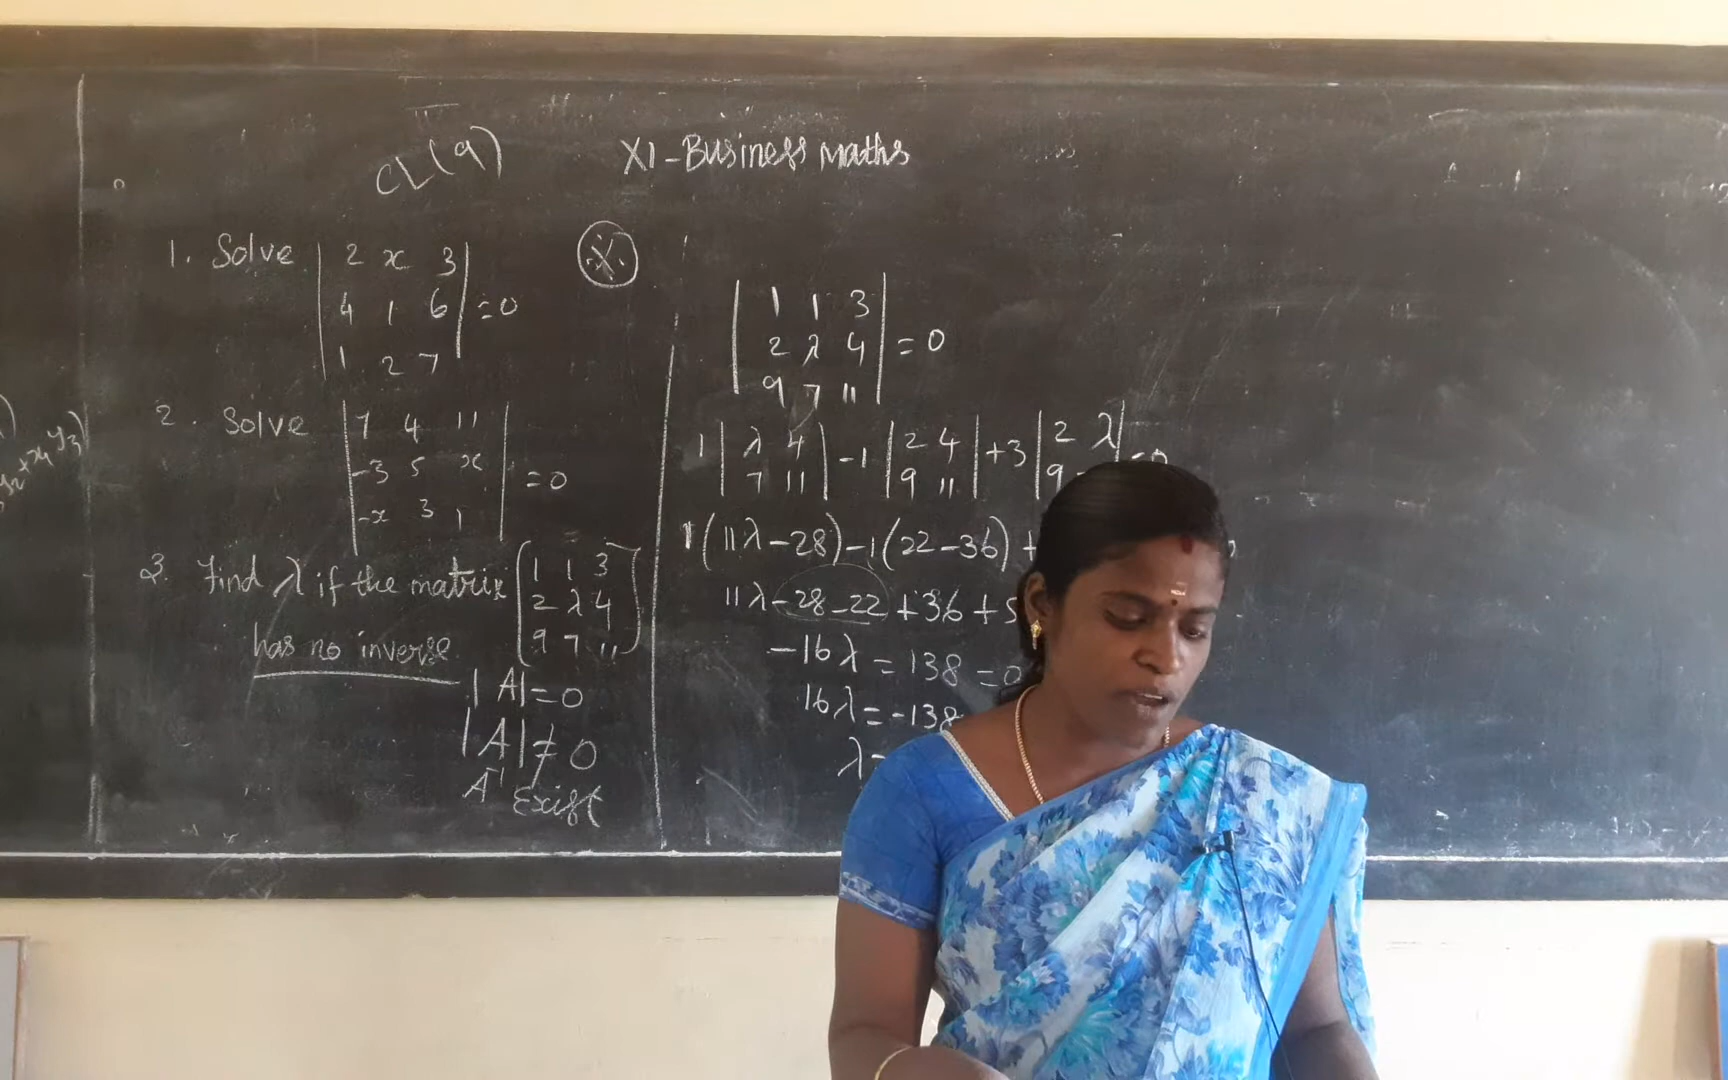 CL(9)
XI-Business Maths
1. Solve | 2 x 3 |
| 4 1 6 | =0
| 1 2 7 |
2. Solve | 7 4 11 |
| -3 5 x | =0
| -x 3 1 |
3. Find λ if the matrix [ 1 1 3 ]
[ 2 λ 4 ]
has no inverse [ 9 7 11 ]
|A|=0
|A|≠0
A⁻¹ Exist
X
| 1 1 3 |
| 2 λ 4 | =0
| 9 7 11 |
1 | λ 4 | -1 | 2 4 | +3 | 2 λ | =0
| 7 11 | | 9 11 | | 9
1(11λ-28)-1(22-36)+
11λ-28-22+36+5
-16λ=138=0
16λ=-138
λ=
y2+x4y3)